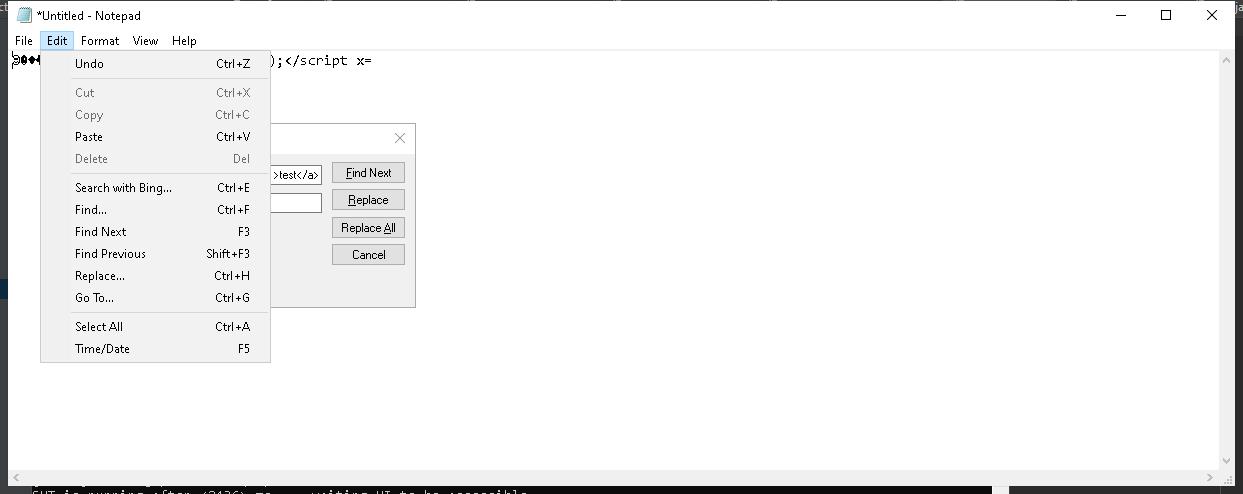 *Untitled - Notepad
File Edit Format View Help
);</script x=
Undo Ctrl+Z
Cut Ctrl+X
Copy Ctrl+C
Paste Ctrl+V
Delete Del
Search with Bing... Ctrl+E
Find... Ctrl+F
Find Next F3
Find Previous Shift+F3
Replace... Ctrl+H
Go To... Ctrl+G
Select All Ctrl+A
Time/Date F5
>test</a>
Find Next
Replace
Replace All
Cancel